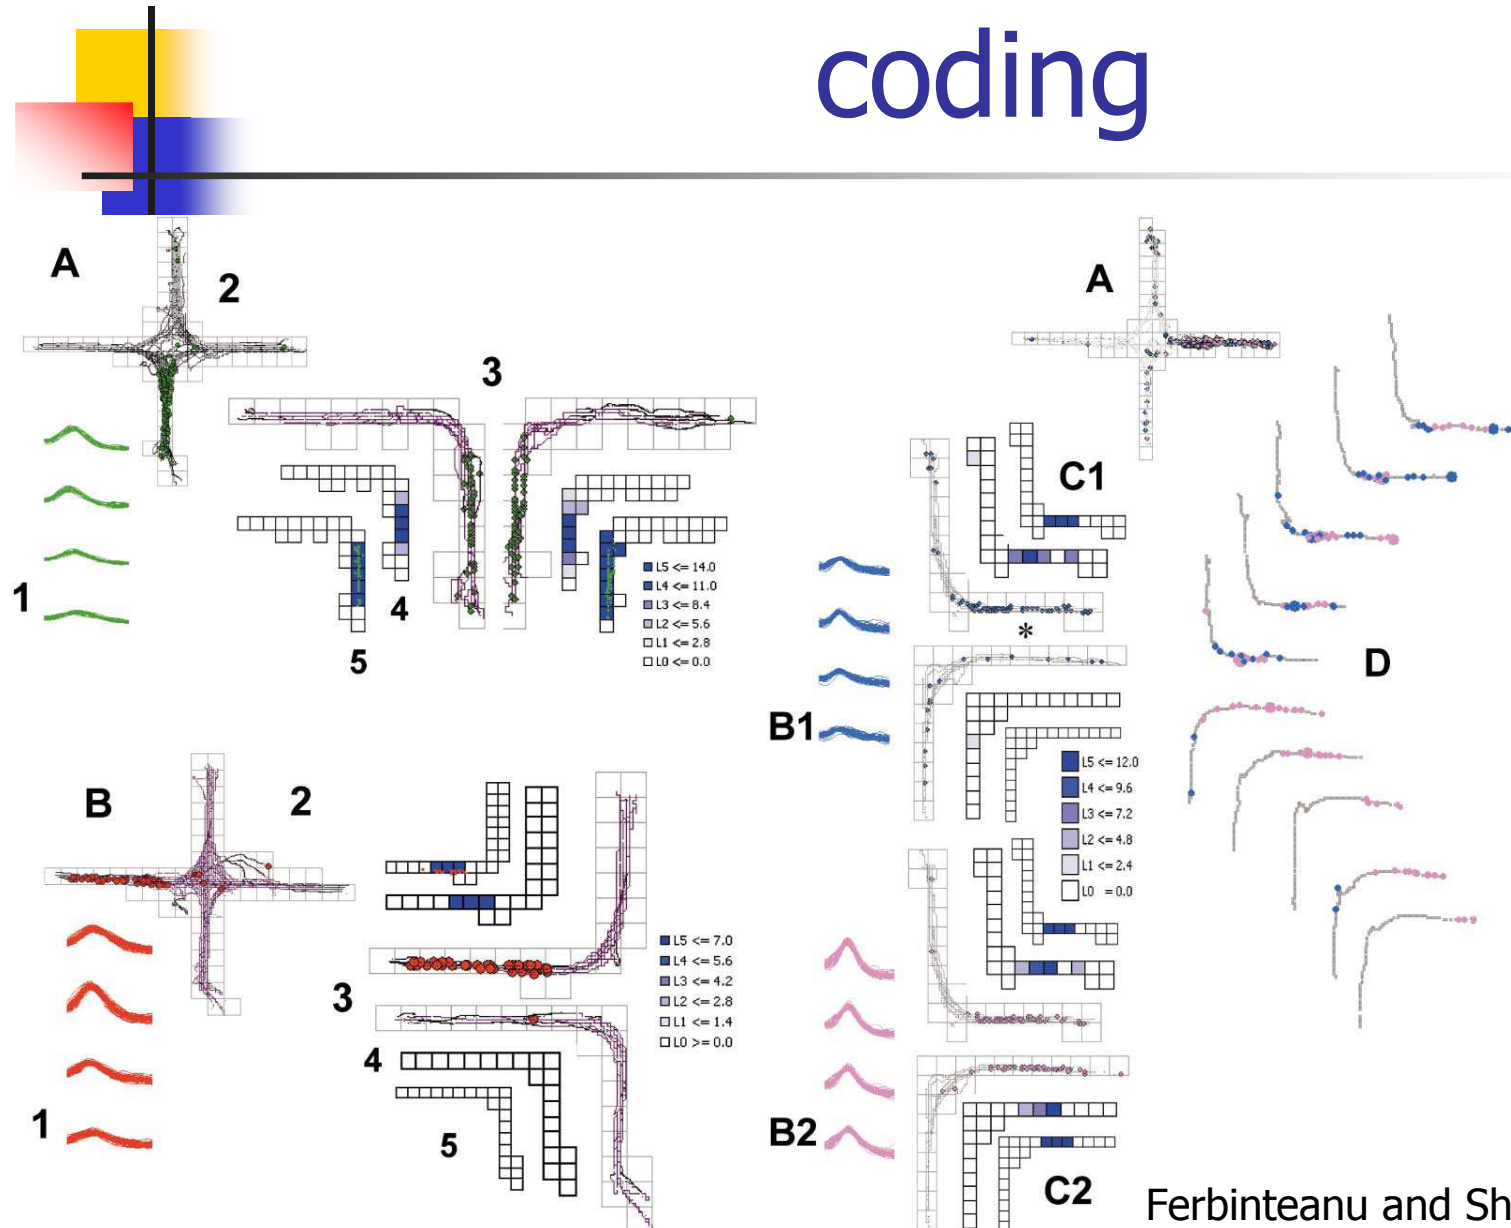 coding
A
2
3
1
4
5
L5 <= 14.0
L4 <= 11.0
L3 <= 8.4
L2 <= 5.6
L1 <= 2.8
L0 <= 0.0
B
2
3
4
1
5
L5 <= 7.0
L4 <= 5.6
L3 <= 4.2
L2 <= 2.8
L1 <= 1.4
L0 >= 0.0
A
C1
*
B1
D
L5 <= 12.0
L4 <= 9.6
L3 <= 7.2
L2 <= 4.8
L1 <= 2.4
L0 = 0.0
B2
C2
Ferbinteanu and Sh